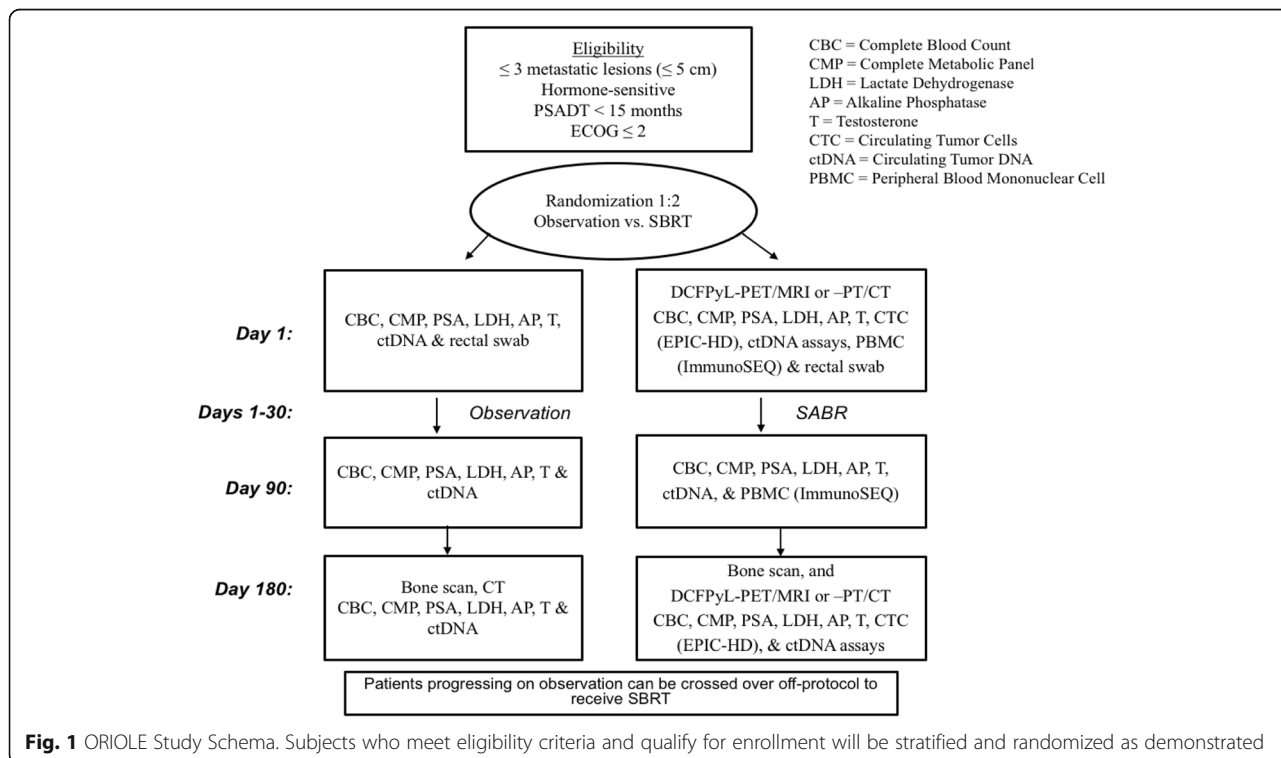 Eligibility
≤ 3 metastatic lesions (≤ 5 cm)
Hormone-sensitive
PSADT < 15 months
ECOG ≤ 2
CBC = Complete Blood Count
CMP = Complete Metabolic Panel
LDH = Lactate Dehydrogenase
AP = Alkaline Phosphatase
T = Testosterone
CTC = Circulating Tumor Cells
ctDNA = Circulating Tumor DNA
PBMC = Peripheral Blood Mononuclear Cell
Randomization 1:2
Observation vs. SBRT
Day 1:
CBC, CMP, PSA, LDH, AP, T,
ctDNA & rectal swab
DCFPyL-PET/MRI or –PT/CT
CBC, CMP, PSA, LDH, AP, T, CTC
(EPIC-HD), ctDNA assays, PBMC
(ImmunoSEQ) & rectal swab
Days 1-30:
Observation
SABR
Day 90:
CBC, CMP, PSA, LDH, AP, T &
ctDNA
CBC, CMP, PSA, LDH, AP, T,
ctDNA, & PBMC (ImmunoSEQ)
Day 180:
Bone scan, CT
CBC, CMP, PSA, LDH, AP, T &
ctDNA
Bone scan, and
DCFPyL-PET/MRI or –PT/CT
CBC, CMP, PSA, LDH, AP, T, CTC
(EPIC-HD), & ctDNA assays
Patients progressing on observation can be crossed over off-protocol to
receive SBRT
Fig. 1 ORIOLE Study Schema. Subjects who meet eligibility criteria and qualify for enrollment will be stratified and randomized as demonstrated